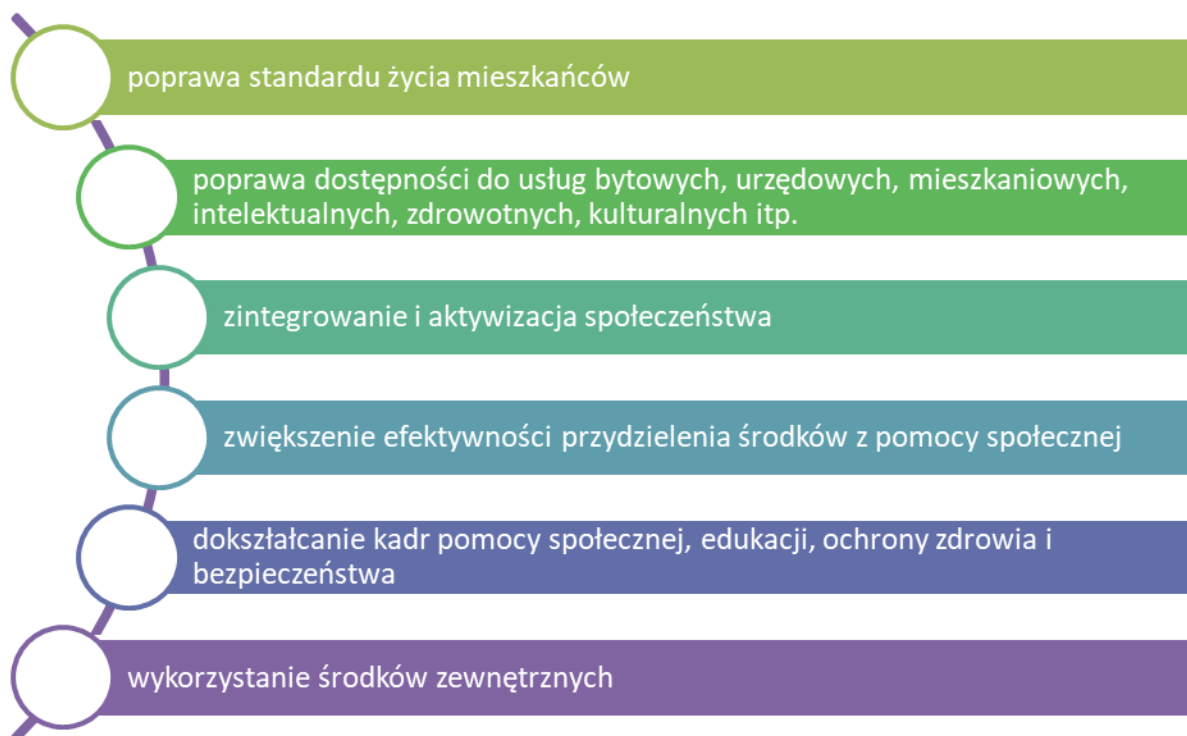 poprawa standardu życia mieszkańców
poprawa dostępności do usług bytowych, urzędowych, mieszkaniowych,
intelektualnych, zdrowotnych, kulturalnych itp.
zintegrowanie i aktywizacja społeczeństwa
zwiększenie efektywności przydzielenia środków z pomocy społecznej
dokszłałcanie kadr pomocy społecznej, edukacji, ochrony zdrowia i
bezpieczeństwa
wykorzystanie środków zewnętrznych